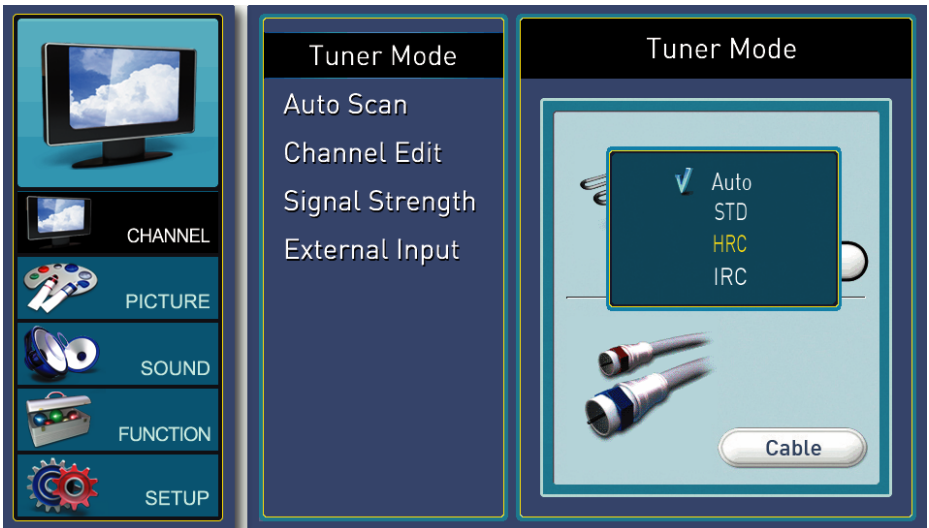 CHANNEL
PICTURE
SOUND
FUNCTION
SETUP
Tuner Mode
Auto Scan
Channel Edit
Signal Strength
External Input
Tuner Mode
Auto
STD
HRC
IRC
Cable